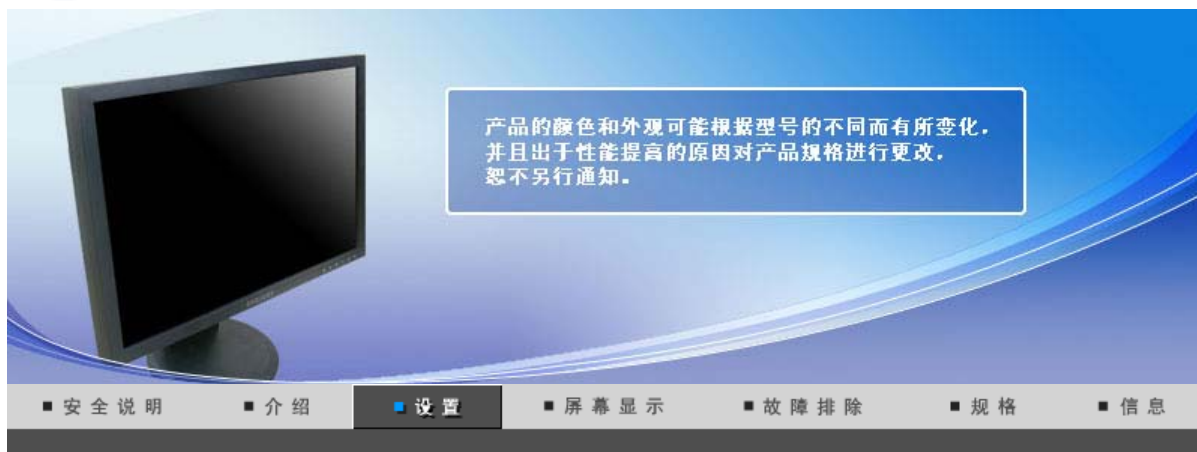 产品的颜色和外观可能根据型号的不同而有所变化，
并且出于性能提高的原因对产品规格进行更改，
恕不另行通知。
■安全说明 ■介绍 ■设置 ■屏幕显示 ■故障排除 ■规格 ■信息